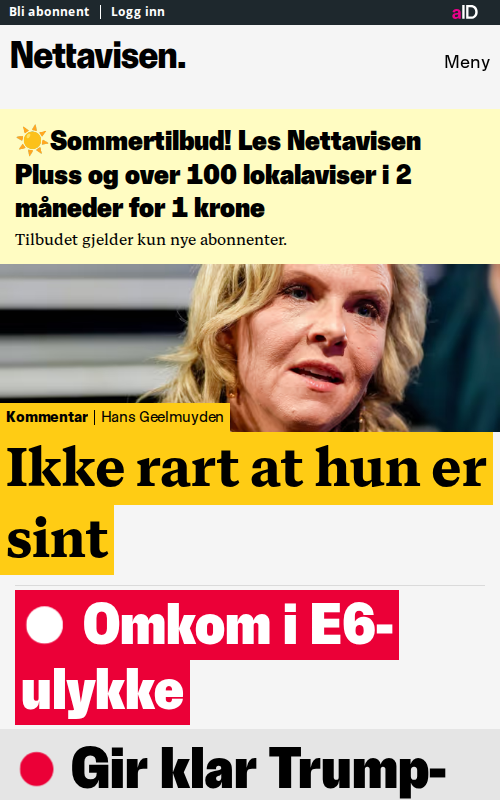 Bli abonnent | Logg inn
aID
Nettavisen.
Meny
☀️Sommertilbud! Les Nettavisen
Pluss og over 100 lokalaviser i 2
måneder for 1 krone
Tilbudet gjelder kun nye abonnenter.
Kommentar | Hans Geelmuyden
Ikke rart at hun er
sint
Omkom i E6-
ulykke
Gir klar Trump-